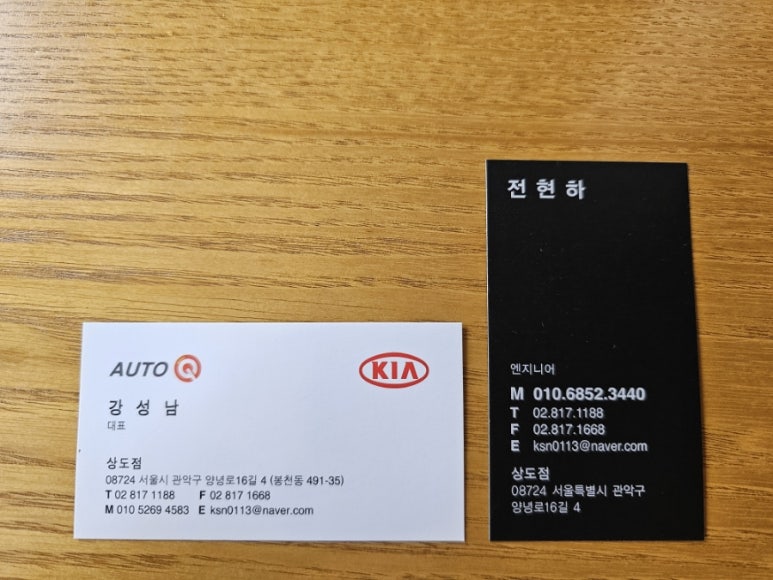 AUTO Q
KIA
강 성 남
대표
상도점
08724 서울시 관악구 양녕로16길 4 (봉천동 491-35)
T 02 817 1188 F 02 817 1668
M 010 5269 4583 E ksn0113@naver.com
전 현 하
엔지니어
M 010.6852.3440
T 02.817.1188
F 02.817.1668
E ksn0113@naver.com
상도점
08724 서울특별시 관악구
양녕로16길 4